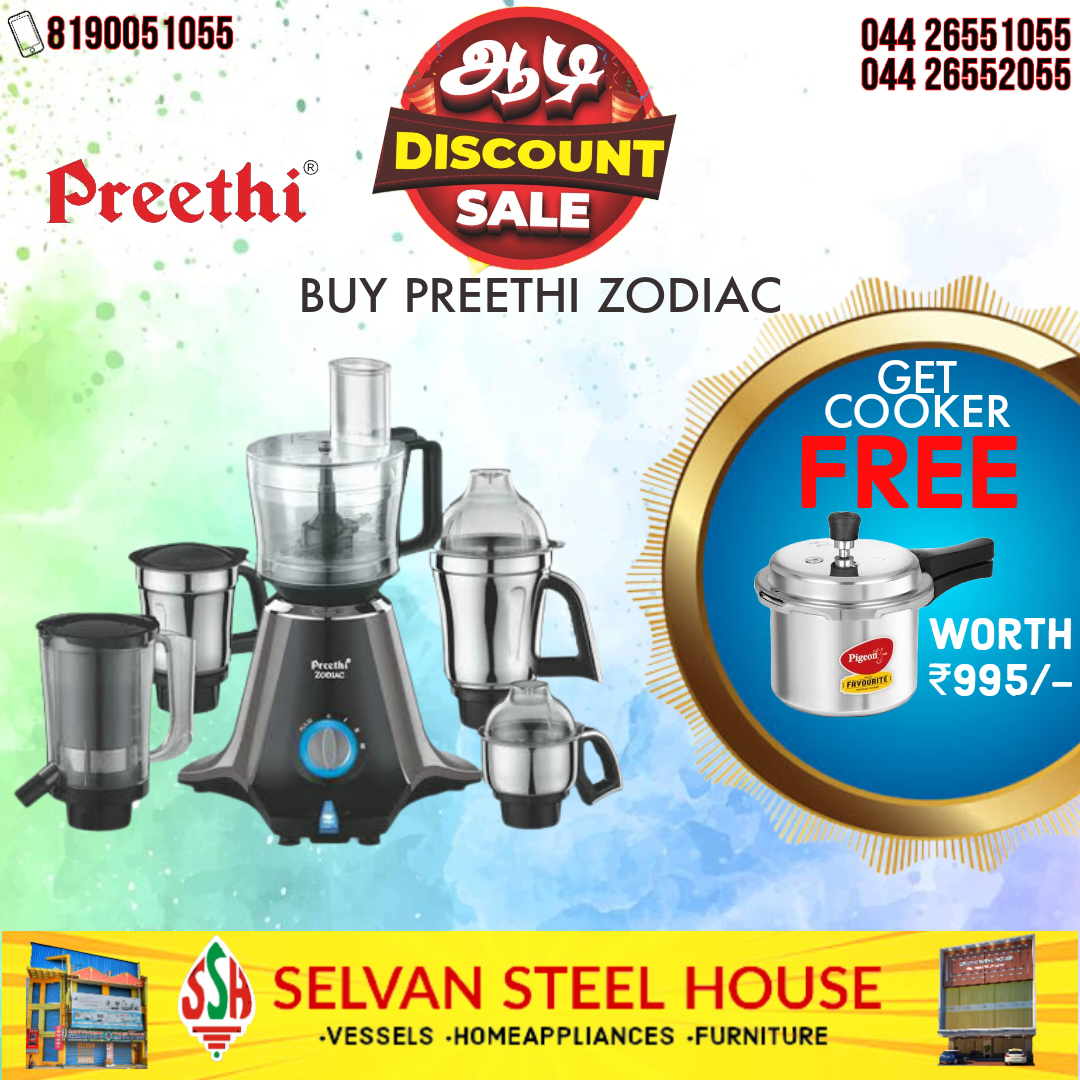 8190051055
044 26551055
044 26552055
ஆடி
DISCOUNT
SALE
Preethi®
BUY PREETHI ZODIAC
GET
COOKER
FREE
Preethi
ZODIAC
Pigeon
FAVOURITE
WORTH
₹995/-
SSH
SELVAN STEEL HOUSE
·VESSELS ·HOMEAPPLIANCES ·FURNITURE